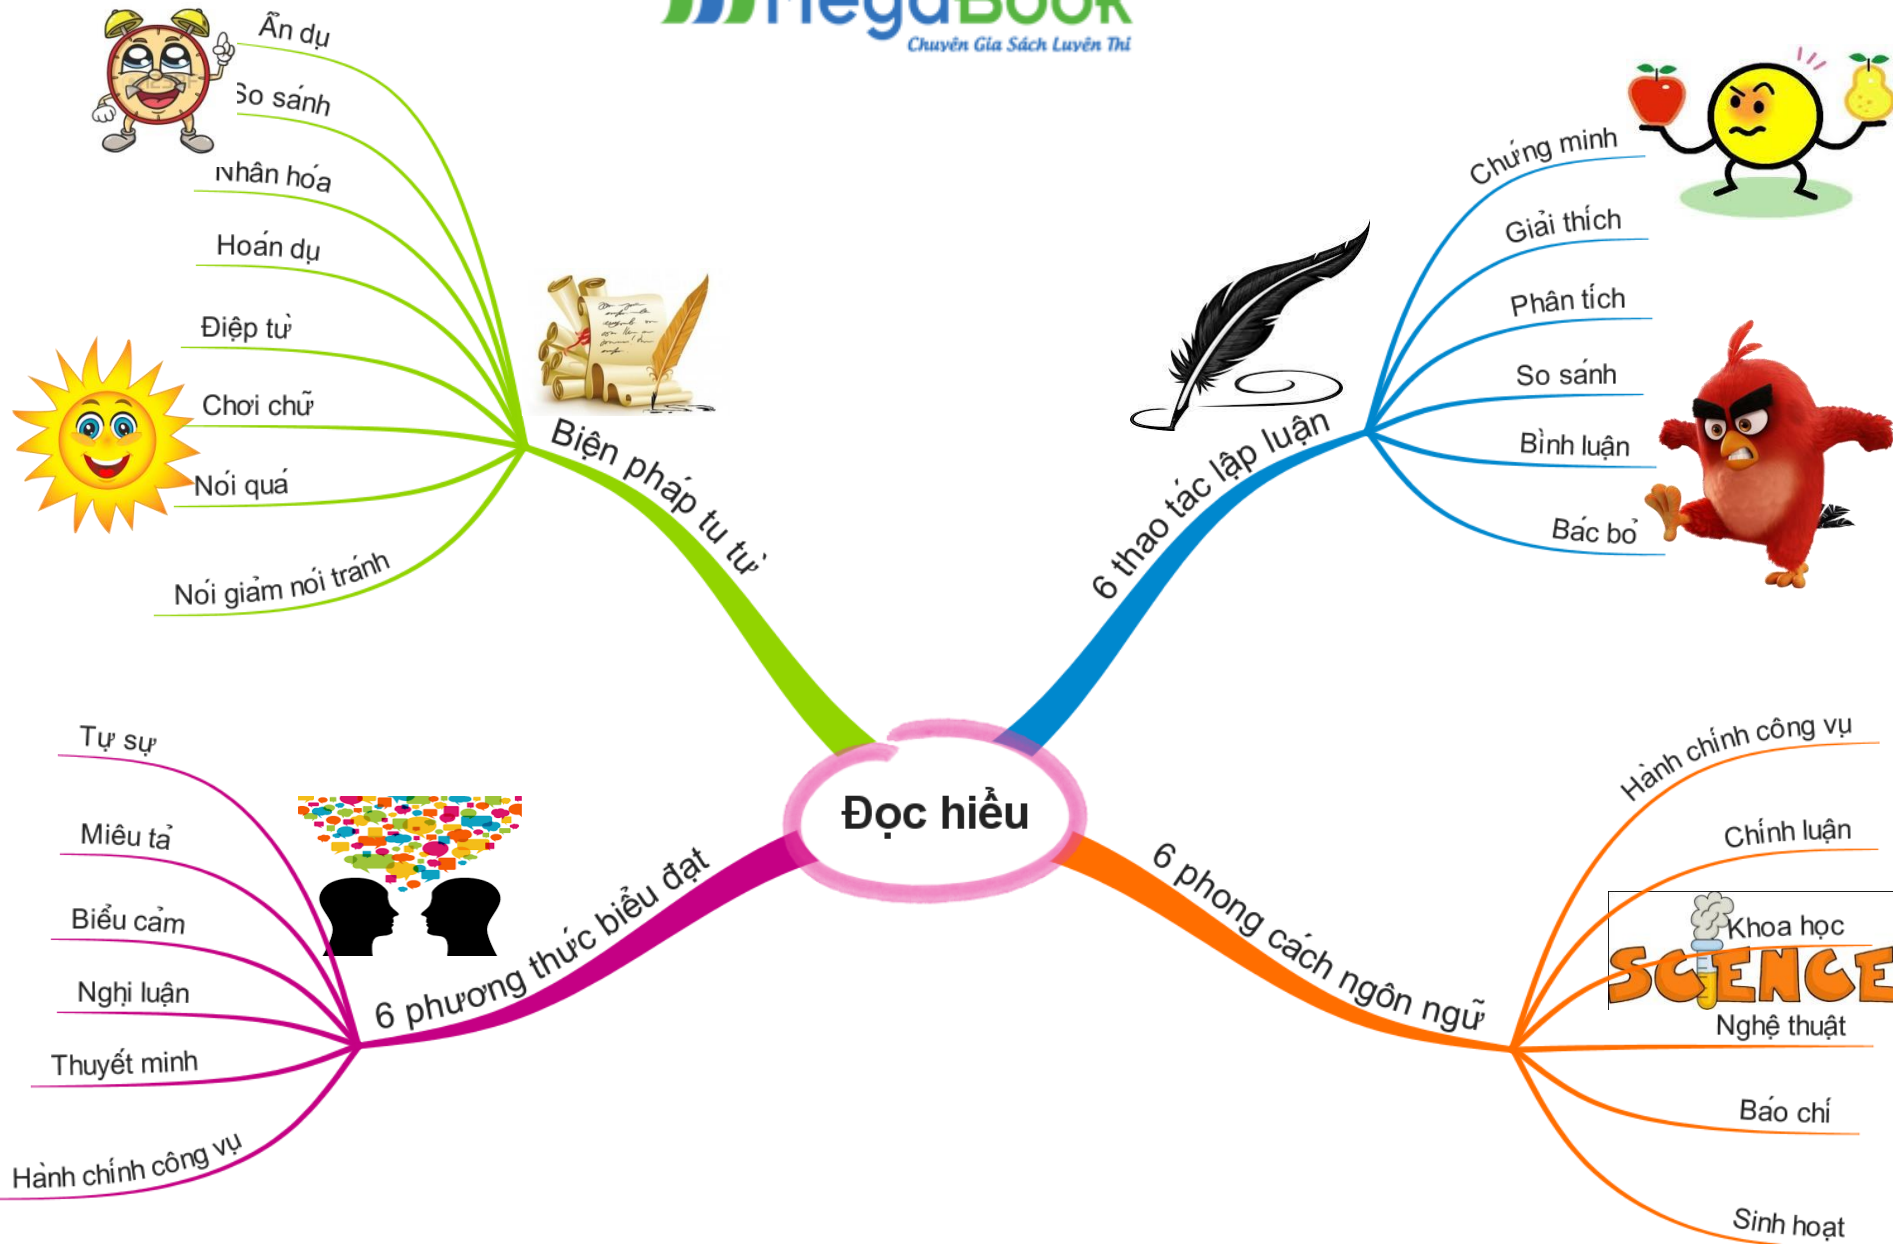 MegaBook
Chuyên Gia Sách Luyện Thi
Đọc hiểu
Biện pháp tu từ
Ẩn dụ
So sánh
Nhân hóa
Hoán dụ
Điệp từ
Chơi chữ
Nói quá
Nói giảm nói tránh
6 thao tác lập luận
Chứng minh
Giải thích
Phân tích
So sánh
Bình luận
Bác bỏ
6 phương thức biểu đạt
Tự sự
Miêu tả
Biểu cảm
Nghị luận
Thuyết minh
Hành chính công vụ
6 phong cách ngôn ngữ
Hành chính công vụ
Chính luận
Khoa học
SCIENCE
Nghệ thuật
Báo chí
Sinh hoạt